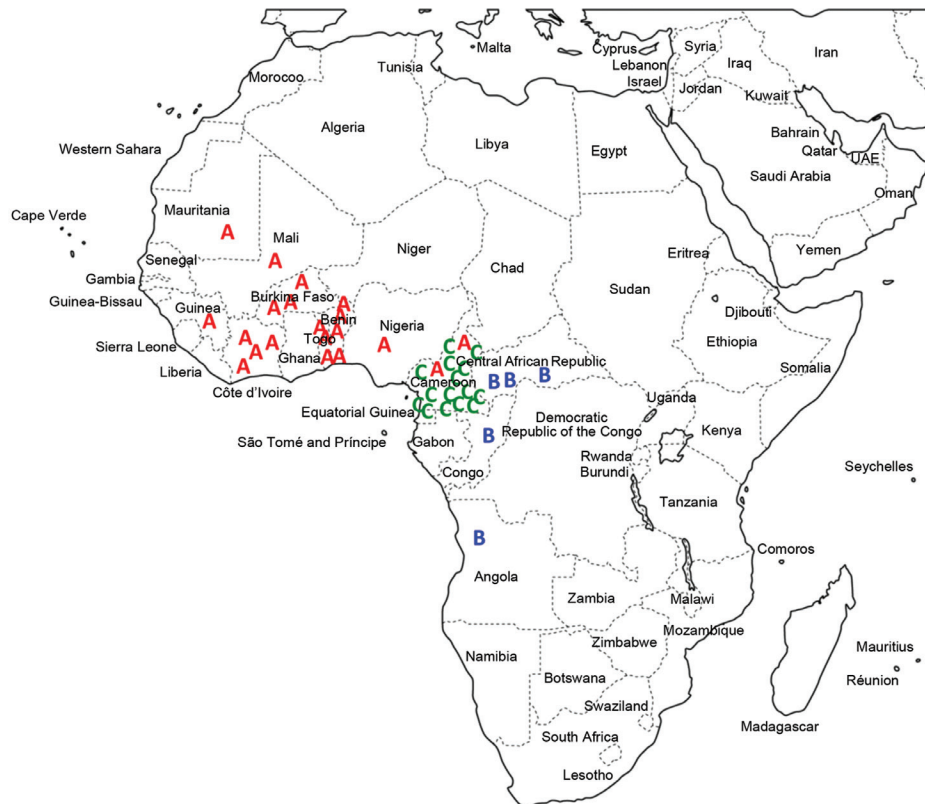 Malta
Cyprus
Syria
Iran
Lebanon
Iraq
Tunisia
Israel
Morocoo
Jordan
Kuwait
Algeria
Bahrain
Libya
Egypt
Qatar
UAE
Western Sahara
Saudi Arabia
Oman
Mauritania
Cape Verde
A
Mali
Niger
Yemen
Eritrea
Senegal
A
Chad
Gambia
A
Sudan
Guinea-Bissau
Burkina Faso
A
A
A
Guinea
A
Djibouti
A
Benin
A
Nigeria
A
A
Togo
A
Ethiopia
Sierra Leone
A
A
A
A
A
C
C
Ghana
A
A
Central African Republic
C
Somalia
Liberia
A
C
A
C
Cameroon
C
B
B
B
Côte d'Ivoire
C
C
C
C
Uganda
Equatorial Guinea
C
C
C
C
C
Democratic
Republic of the Congo
Kenya
São Tomé and Príncipe
Gabon
B
Rwanda
Burundi
Seychelles
Congo
Tanzania
B
Comoros
Angola
Zambia
Malawi
Mozambique
Zimbabwe
Mauritius
Namibia
Botswana
Réunion
Swaziland
Madagascar
South Africa
Lesotho